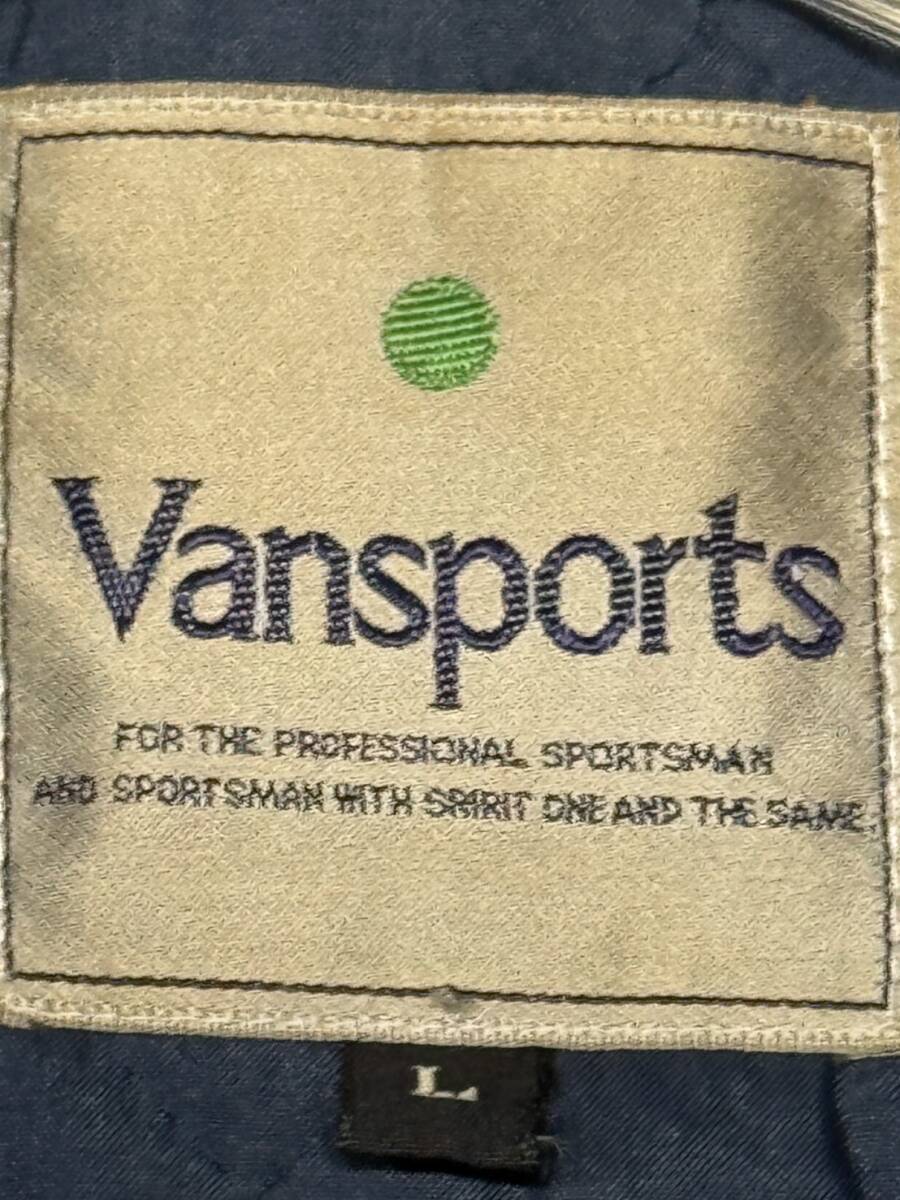 Vansports
FOR THE PROFESSIONAL SPORTSMAN
AND SPORTSMAN WITH SPIRIT ONE AND THE SAME.
L